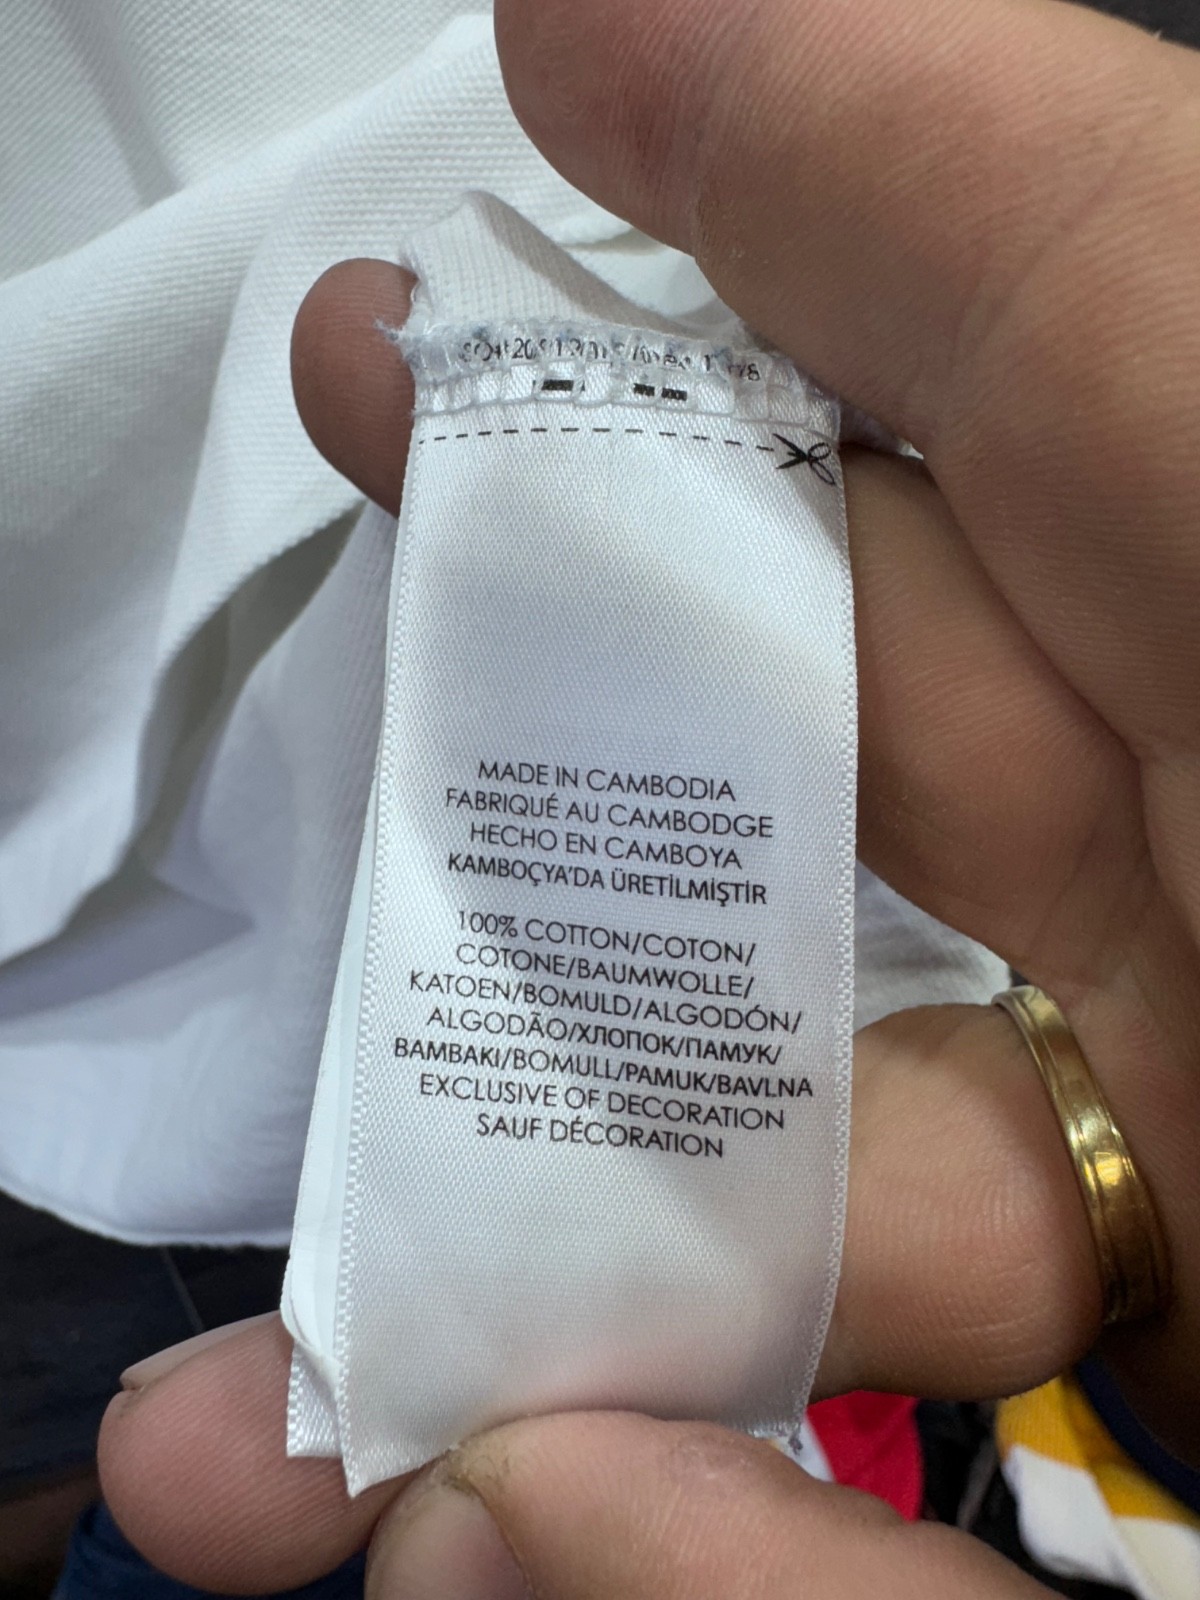 MADE IN CAMBODIA
FABRIQUÉ AU CAMBODGE
HECHO EN CAMBOYA
KAMBOÇYA'DA ÜRETİLMİŞTİR
100% COTTON/COTON/
COTONE/BAUMWOLLE/
KATOEN/BOMULD/ALGODÓN/
ALGODÃO/ХЛОПОК/ПАМУК/
BAMBAKI/BOMULL/PAMUK/BAVLNA
EXCLUSIVE OF DECORATION
SAUF DÉCORATION